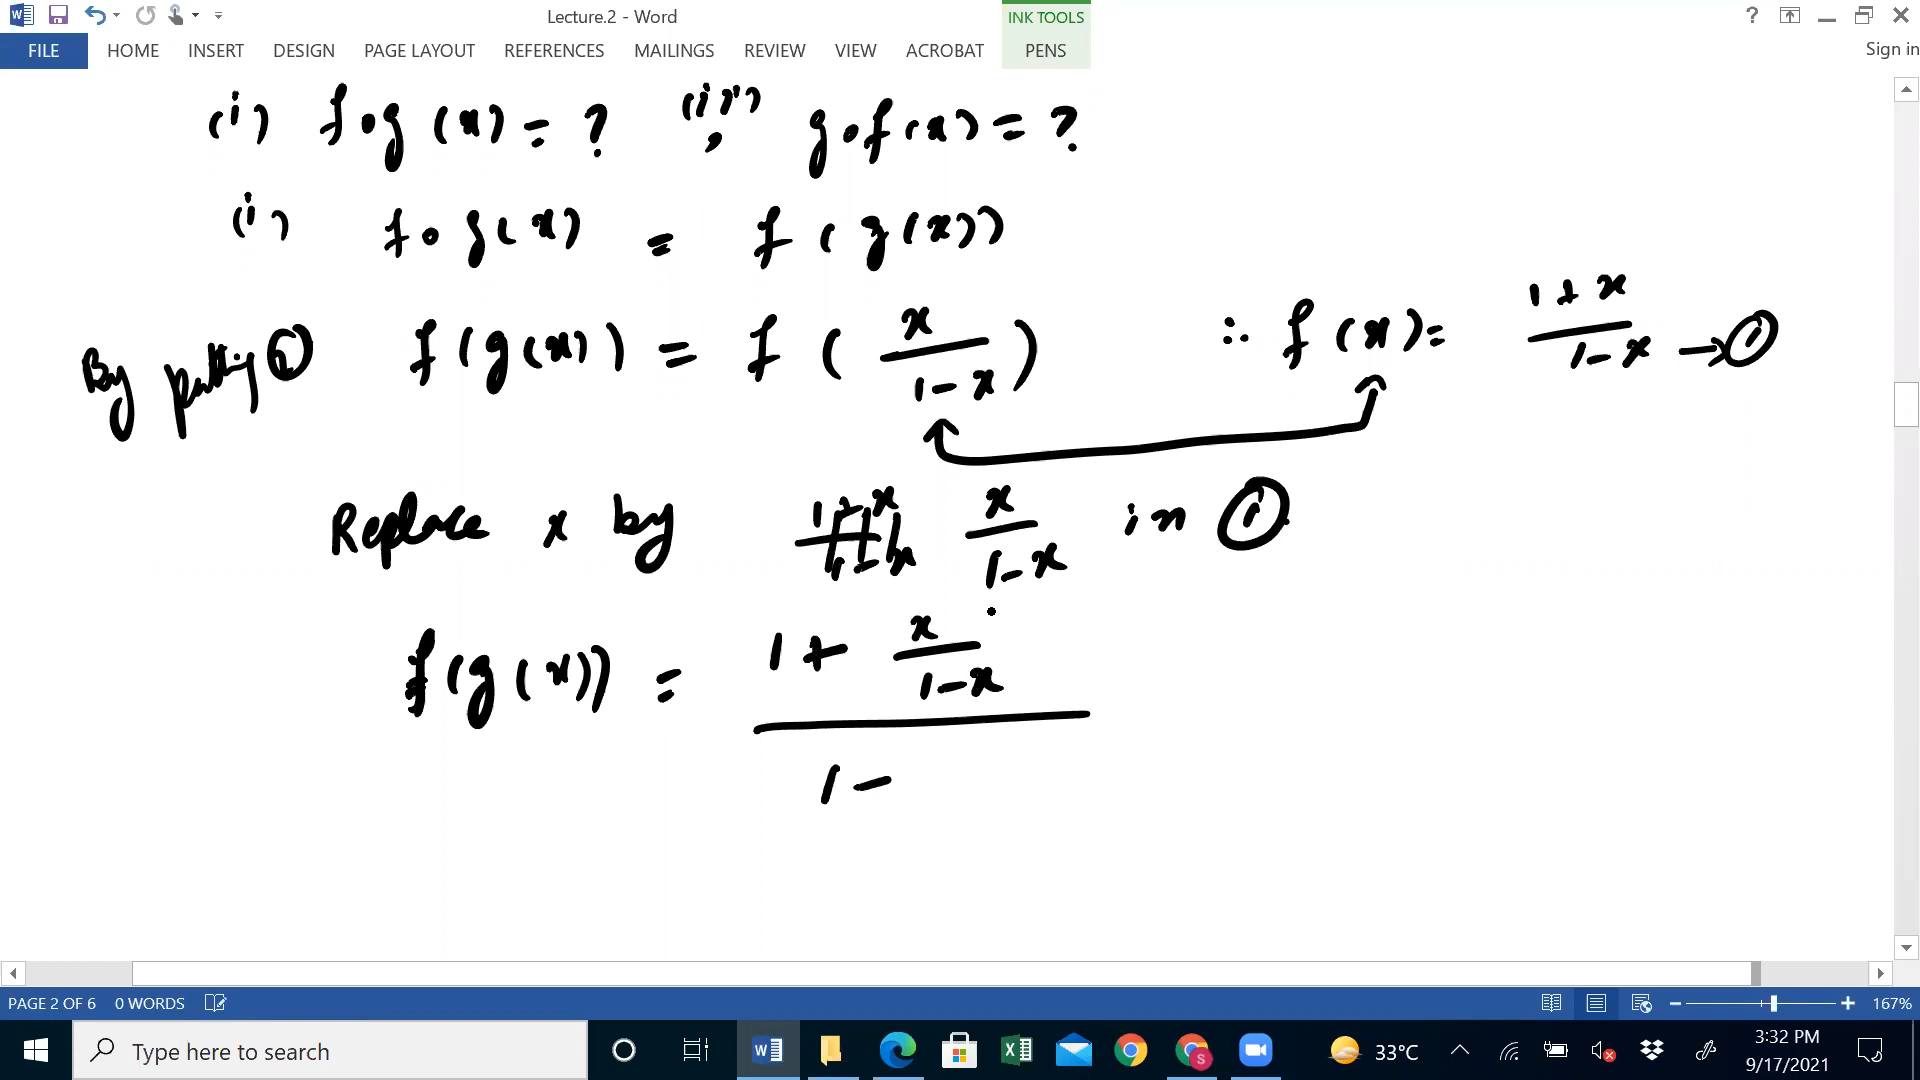 Lecture.2 - Word
INK TOOLS
?
FILE HOME INSERT DESIGN PAGE LAYOUT REFERENCES MAILINGS REVIEW VIEW ACROBAT PENS
Sign in
(i) fog(x) = ? , (ii) gof(x) = ?
(i) fog(x) = f(g(x))
By putting ① f(g(x)) = f(x/(1-x)) ∵ f(x) = (1+x)/(1-x) → ①
Replace x by x/(1-x) in ①
f(g(x)) = 1 + x/(1-x)
1 -
PAGE 2 OF 6 0 WORDS
167%
Type here to search
33°C
3:32 PM
9/17/2021